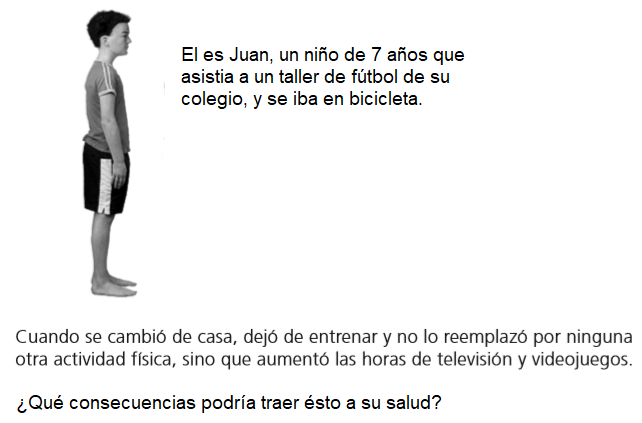 El es Juan, un niño de 7 años que
asistia a un taller de fútbol de su
colegio, y se iba en bicicleta.
Cuando se cambió de casa, dejó de entrenar y no lo reemplazó por ninguna
otra actividad física, sino que aumentó las horas de televisión y videojuegos.
¿Qué consecuencias podría traer ésto a su salud?